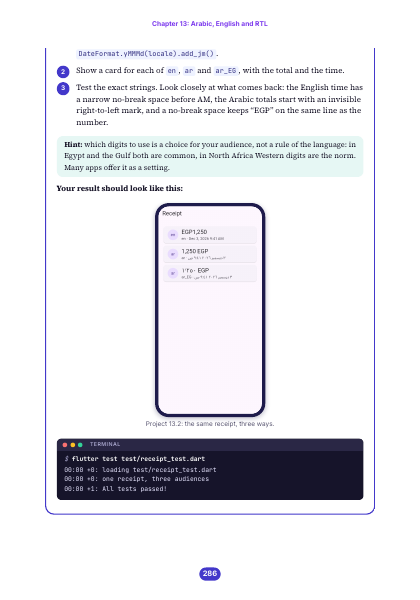 Chapter 13: Arabic, English and RTL
DateFormat.yMMMd(locale).add_jm().
2 Show a card for each of en, ar and ar_EG, with the total and the time.
3 Test the exact strings. Look closely at what comes back: the English time has
a narrow no-break space before AM, the Arabic totals start with an invisible
right-to-left mark, and a no-break space keeps “EGP” on the same line as the
number.
Hint: which digits to use is a choice for your audience, not a rule of the language: in
Egypt and the Gulf both are common, in North Africa Western digits are the norm.
Many apps offer it as a setting.
Your result should look like this:
Receipt
EGP1,250
1,250 EGP
١٬٢٥٠ EGP
Project 13.2: the same receipt, three ways.
TERMINAL
$ flutter test test/receipt_test.dart
00:00 +0: loading test/receipt_test.dart
00:00 +0: one receipt, three audiences
00:00 +1: All tests passed!
286